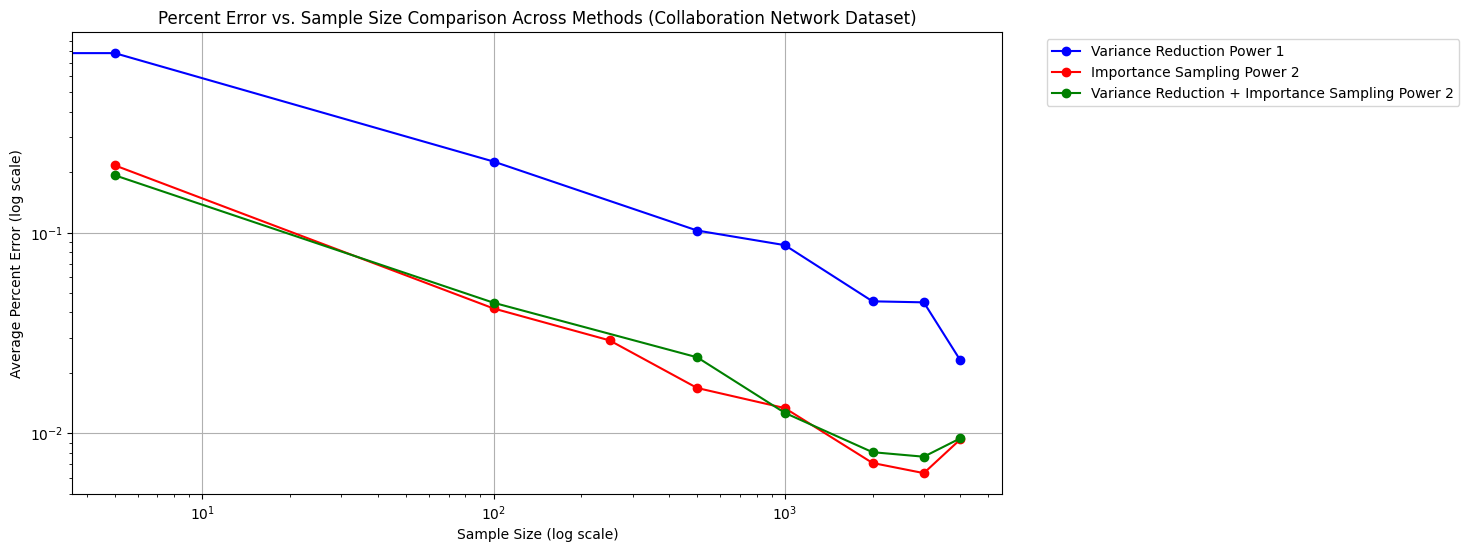 Percent Error vs. Sample Size Comparison Across Methods (Collaboration Network Dataset)
Variance Reduction Power 1
Importance Sampling Power 2
Variance Reduction + Importance Sampling Power 2
Average Percent Error (log scale)
10⁻¹
10⁻²
10¹
10²
10³
Sample Size (log scale)